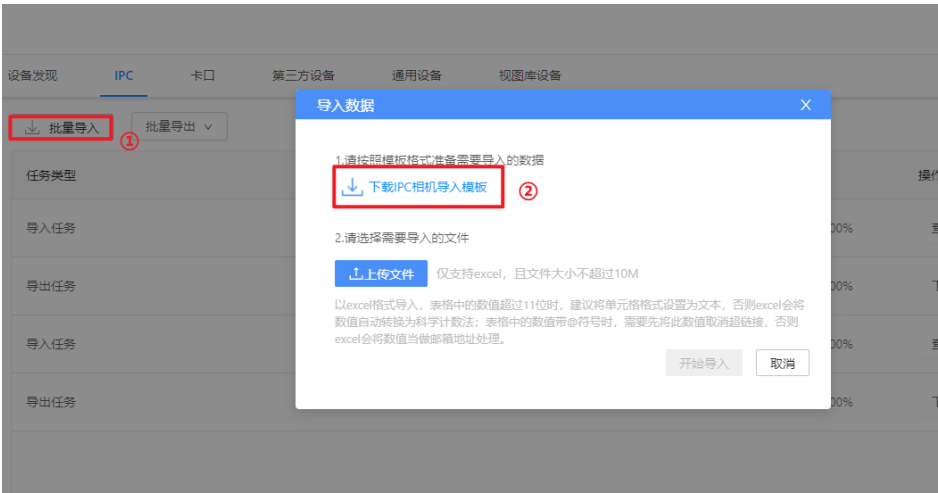 设备发现 IPC 卡口 第三方设备 通用设备 视图库设备
导入数据 X
批量导入 ① 批量导出
1.请按照模板格式准备需要导入的数据
任务类型
下载IPC相机导入模板 ②
导入任务 00%
2.请选择需要导入的文件
上传文件 仅支持excel，且文件大小不超过10M
导出任务
以excel格式导入，表格中的数值超过11位时，建议将单元格格式设置为文本，否则excel会将
数值自动转换为科学计数法；表格中的数值带@符号时，需要先将此数值取消超链接，否则
excel会将数值当做邮箱地址处理。
导入任务 00%
开始导入 取消
导出任务 00%